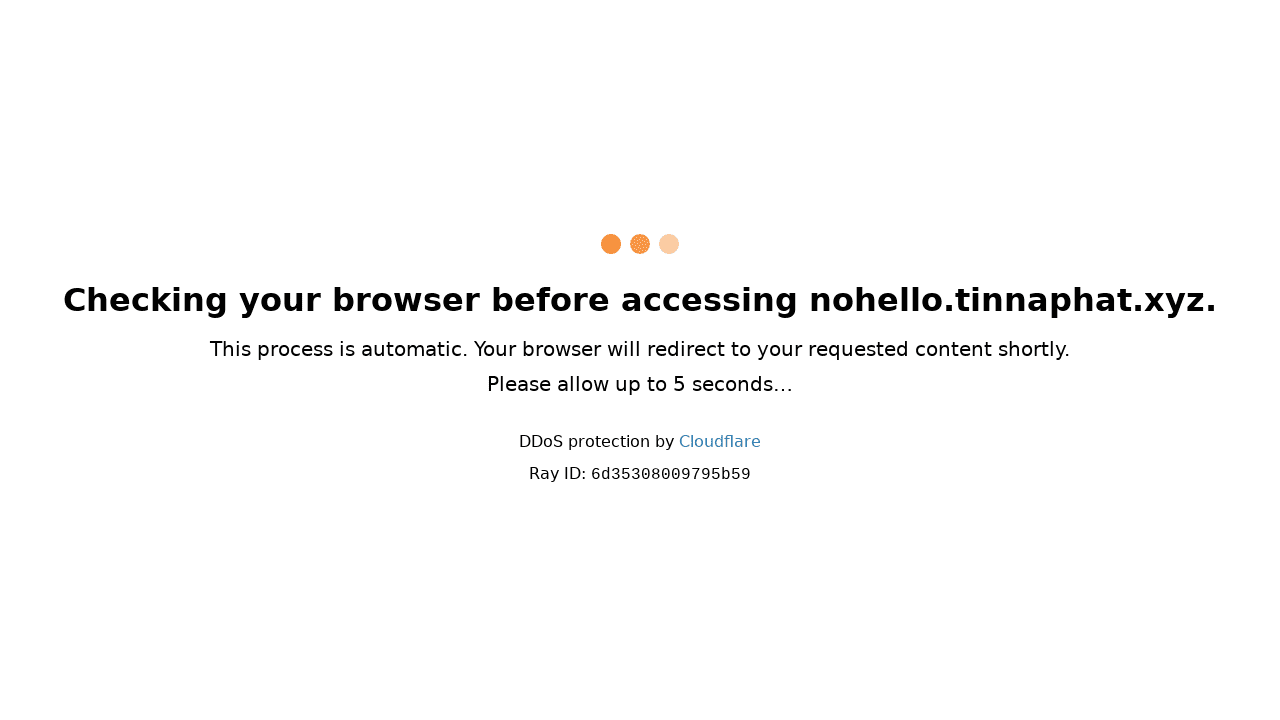 Checking your browser before accessing nohello.tinnaphat.xyz.
This process is automatic. Your browser will redirect to your requested content shortly.
Please allow up to 5 seconds…
DDoS protection by Cloudflare
Ray ID: 6d35308009795b59